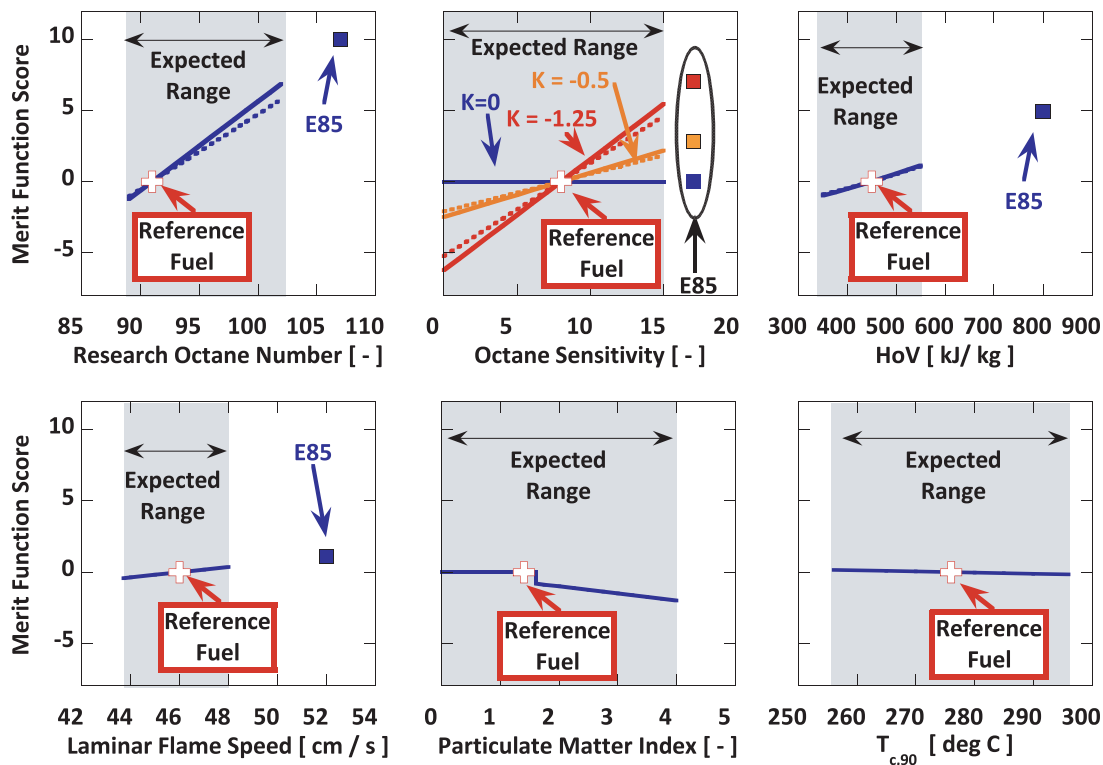 Merit Function Score
10
5
0
-5
Expected
Range
E85
Reference
Fuel
85 90 95 100 105 110
Research Octane Number [ - ]
Expected Range
K=0
K = -0.5
K = -1.25
Reference
Fuel
E85
0 5 10 15 20
Octane Sensitivity [ - ]
Expected
Range
E85
Reference
Fuel
300 400 500 600 700 800 900
HoV [ kJ/ kg ]
Merit Function Score
10
5
0
-5
Expected
Range
E85
Reference
Fuel
42 44 46 48 50 52 54
Laminar Flame Speed [ cm / s ]
Expected
Range
Reference
Fuel
0 1 2 3 4 5
Particulate Matter Index [ - ]
Expected
Range
Reference
Fuel
250 260 270 280 290 300
T c,90 [ deg C ]